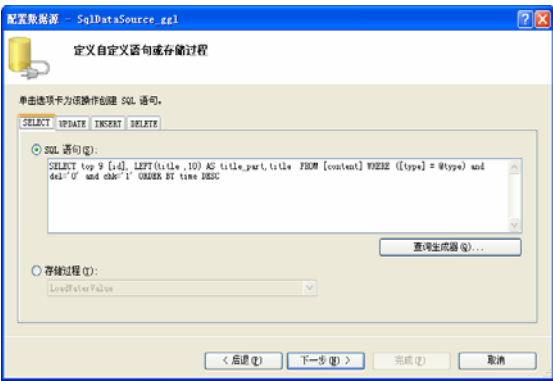 配置数据源 - SqlDataSource_ggl
定义自定义语句或存储过程
单击选项卡为该操作创建 SQL 语句。
SELECT UPDATE INSERT DELETE
SQL 语句(S):
SELECT top 9 [id], LEFT(title ,10) AS title_part,title FROM [content] WHERE ([type] = @type) and
del='0' and chk='1' ORDER BY time DESC
查询生成器(Q)...
存储过程(T):
LoadWaterValue
< 后退(P) 下一步(N) > 完成(F) 取消